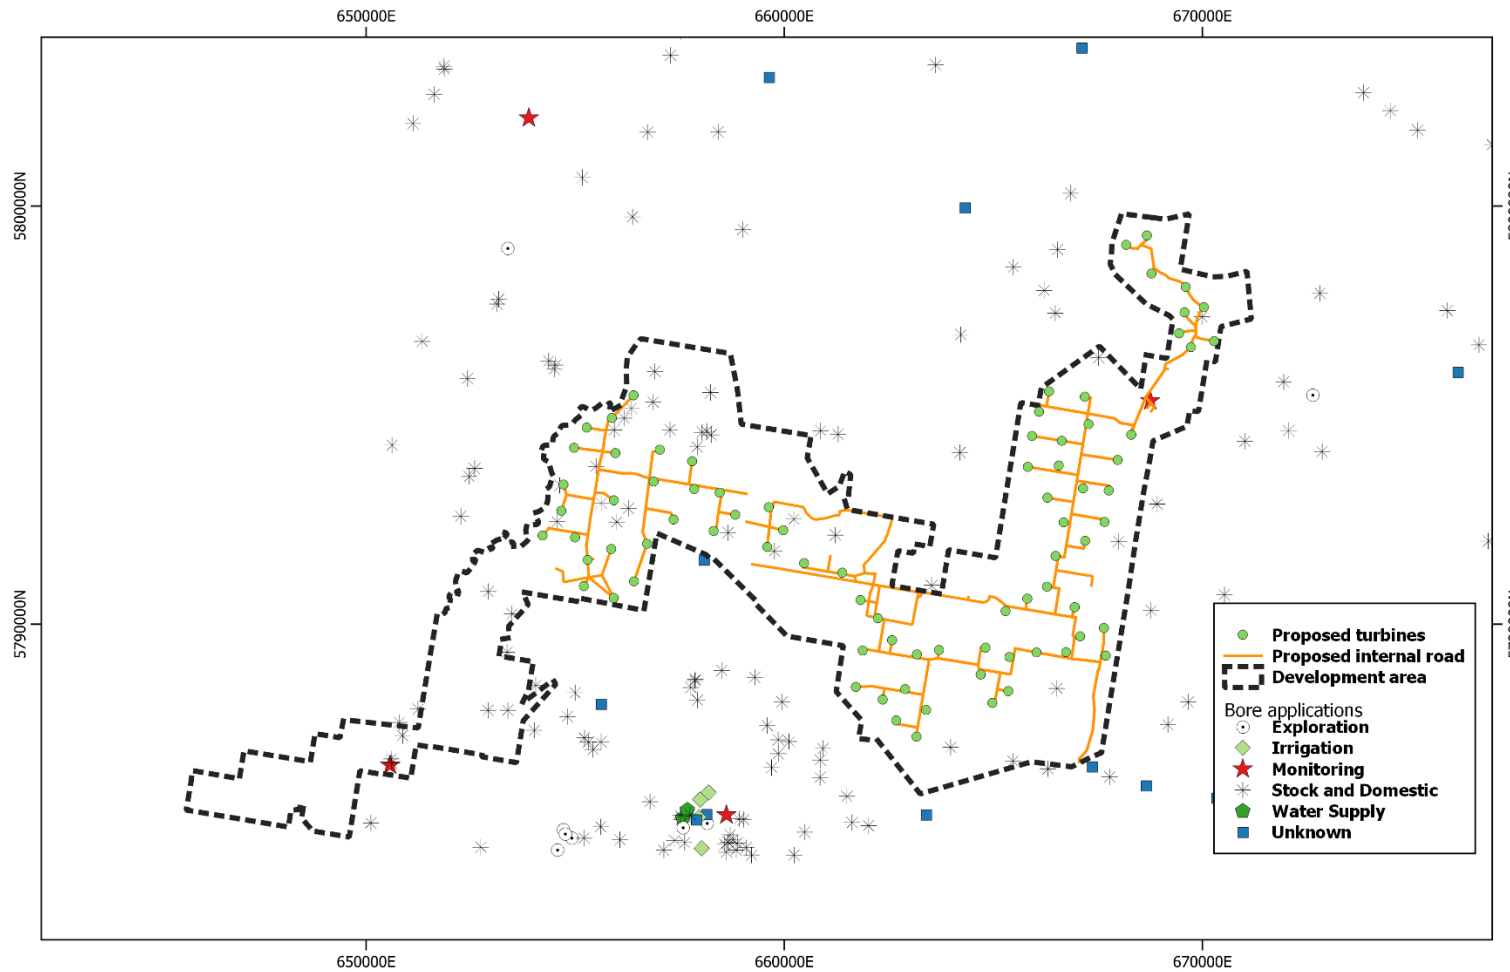 650000E
660000E
670000E
5800000N
5790000N
Proposed turbines
Proposed internal road
Development area
Bore applications
Exploration
Irrigation
Monitoring
Stock and Domestic
Water Supply
Unknown
650000E
660000E
670000E